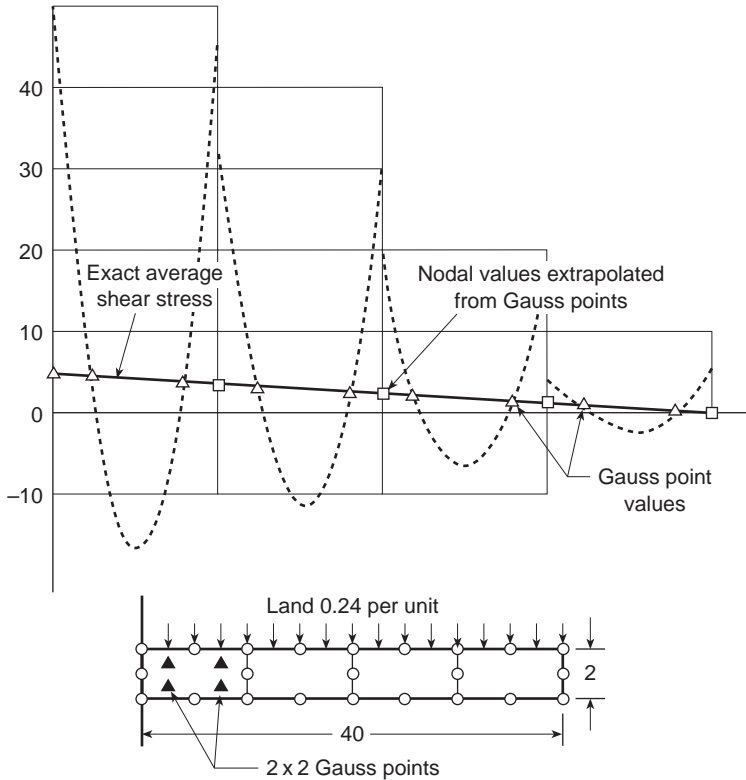 40
30
20
10
0
–10
Exact average
shear stress
Nodal values extrapolated
from Gauss points
Gauss point
values
Land 0.24 per unit
2
40
2 x 2 Gauss points